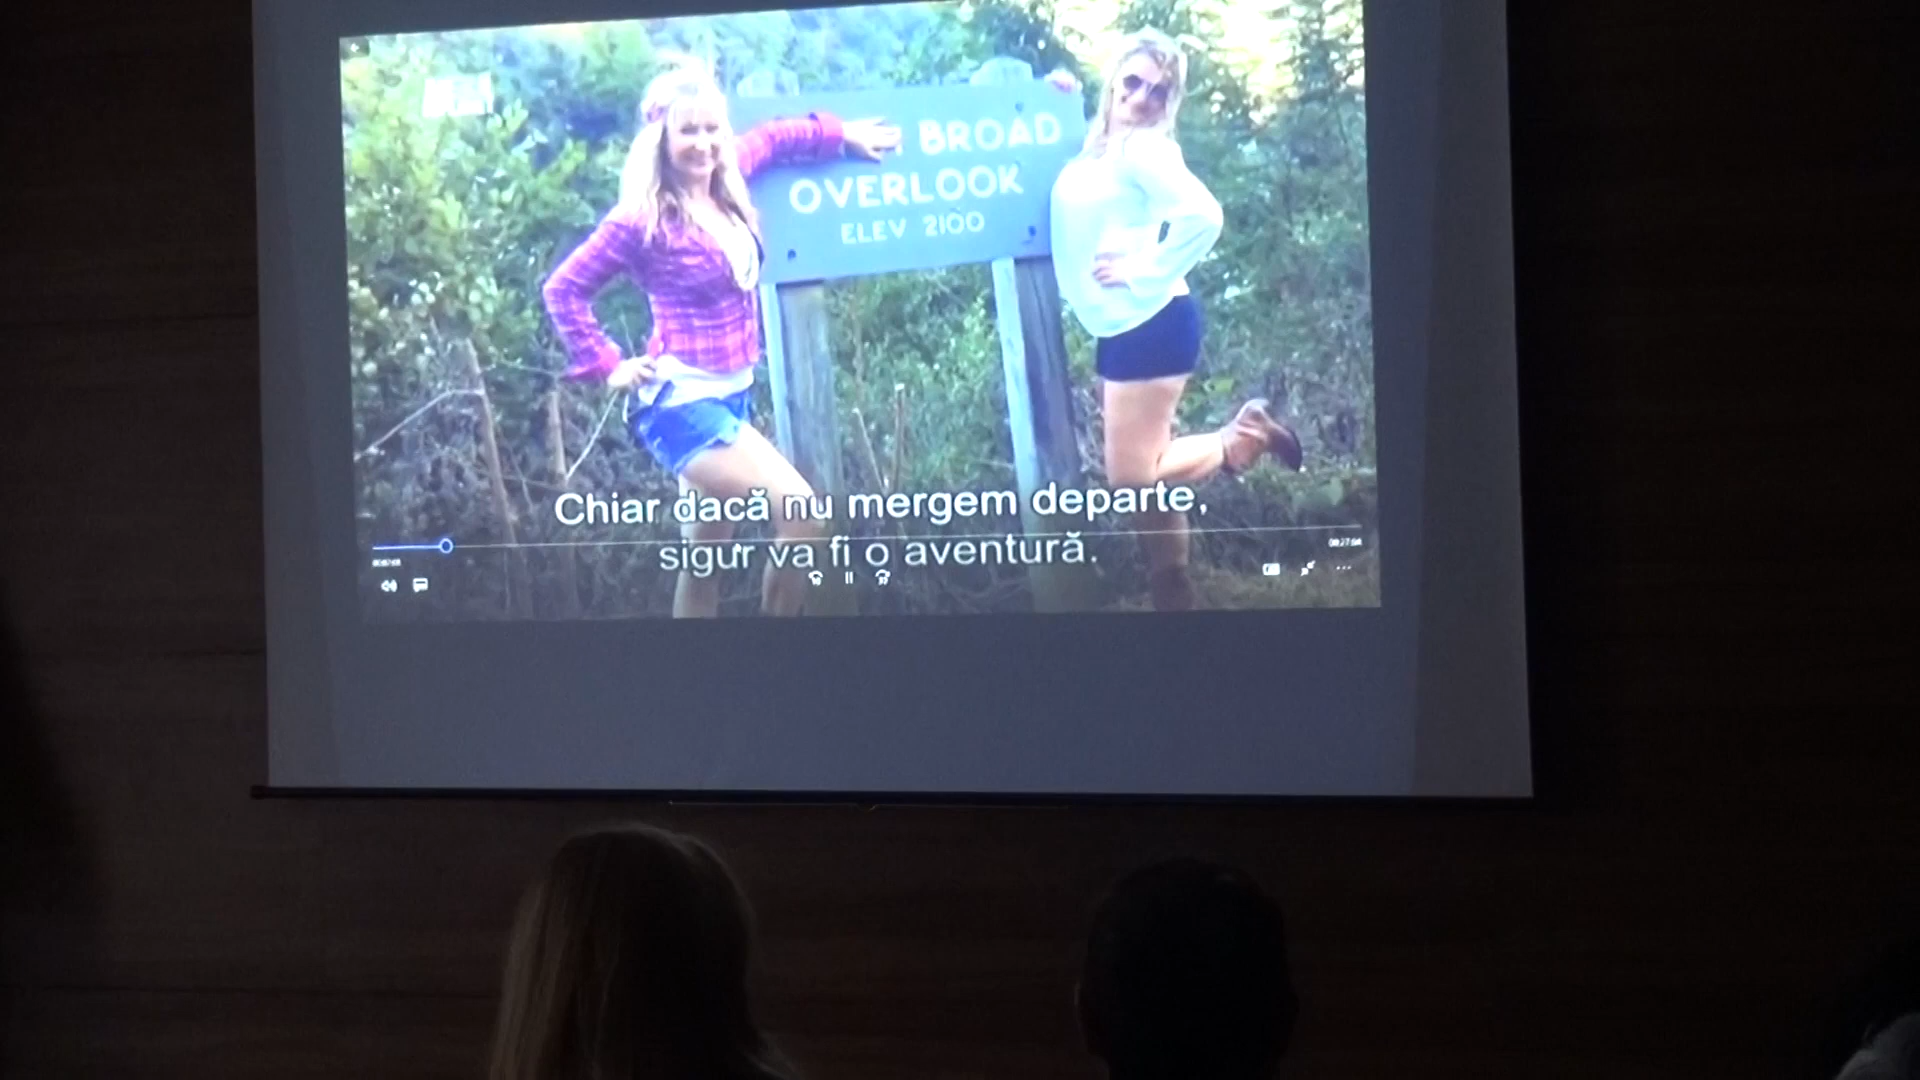 BROAD
OVERLOOK
ELEV 2100
Chiar dacă nu mergem departe,
sigur va fi o aventură.